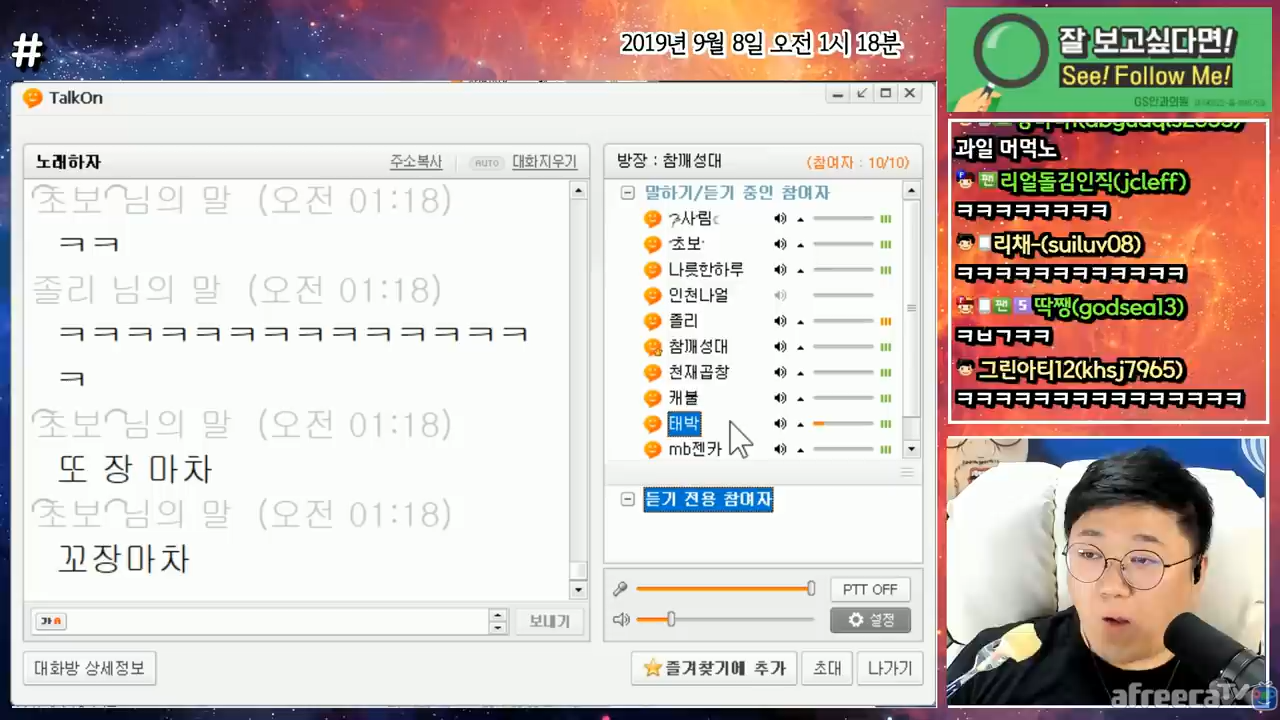 #
2019년 9월 8일 오전 1시 18분
잘 보고싶다면!
See! Follow Me!
GS안과의원
TalkOn
노래하자
주소복사
AUTO
대화지우기
초보 님의 말 (오전 01:18)
ㅋㅋ
졸리 님의 말 (오전 01:18)
ㅋㅋㅋㅋㅋㅋㅋㅋㅋㅋㅋㅋㅋㅋㅋ
ㅋ
초보 님의 말 (오전 01:18)
또 장 마차
초보 님의 말 (오전 01:18)
꼬장마차
가
보내기
대화방 상세정보
방장 : 참깨성대
(참여자 : 10/10)
말하기/듣기 중인 참여자
사림
초보
나릇한하루
인천나얼
졸리
참깨성대
천재곱창
캐불
태박
mb젠카
듣기 전용 참여자
PTT OFF
설정
즐겨찾기에 추가
초대
나가기
과일 머먹노
팬 리얼돌김인직(jcleff)
ㅋㅋㅋㅋㅋㅋㅋㅋ
리채-(suiluv08)
ㅋㅋㅋㅋㅋㅋㅋㅋㅋㅋㅋㅋ
팬 S 딱쨍(godsea13)
ㅋㅂㄱㅋㅋ
그린아티12(khsj7965)
ㅋㅋㅋㅋㅋㅋㅋㅋㅋㅋㅋㅋㅋㅋㅋ
afreecaTV